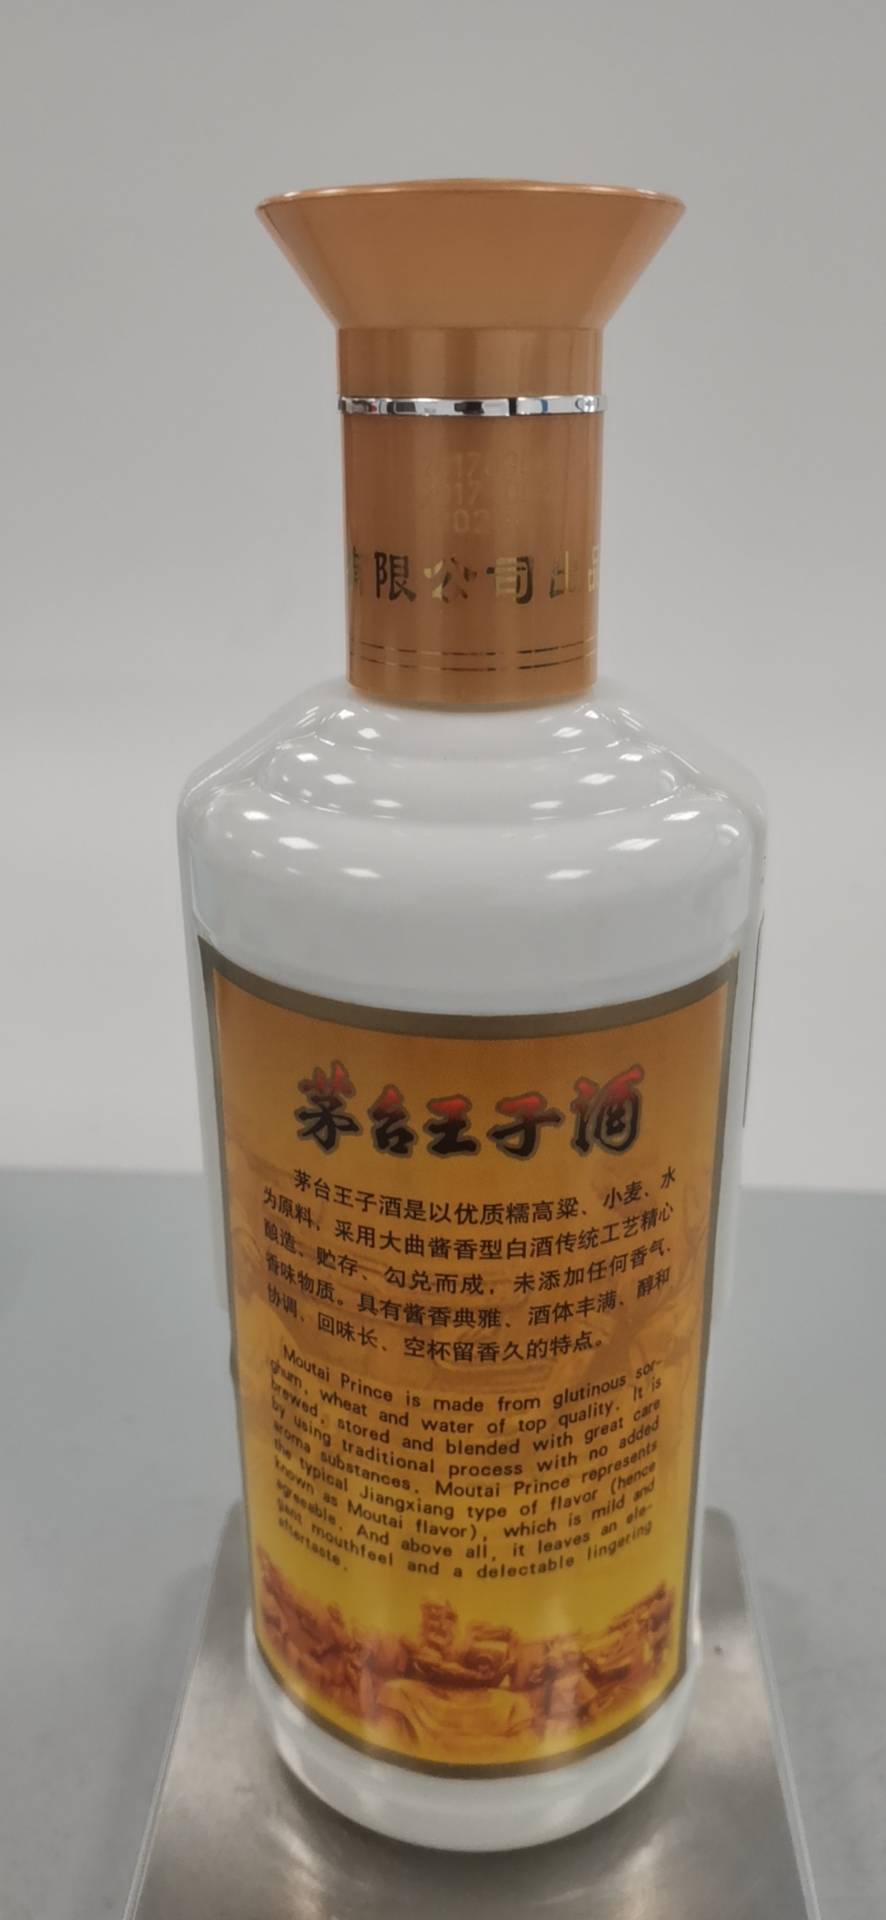 限公司出品
茅台王子酒
茅台王子酒是以优质糯高粱、小麦、水
为原料，采用大曲酱香型白酒传统工艺精心
酿造、贮存、勾兑而成，未添加任何香气、
香味物质。具有酱香典雅、酒体丰满、醇和
协调、回味长、空杯留香久的特点。
Moutai Prince is made from glutinous sor-
ghum, wheat and water of top quality. It is
brewed, stored and blended with great care
by using traditional process with no added
aroma substances. Moutai Prince represents
the typical Jiangxiang type of flavor (hence
known as Moutai flavor), which is mild and
agreeable. And above all, it leaves an ele-
gant mouthfeel and a delectable lingering
aftertaste.